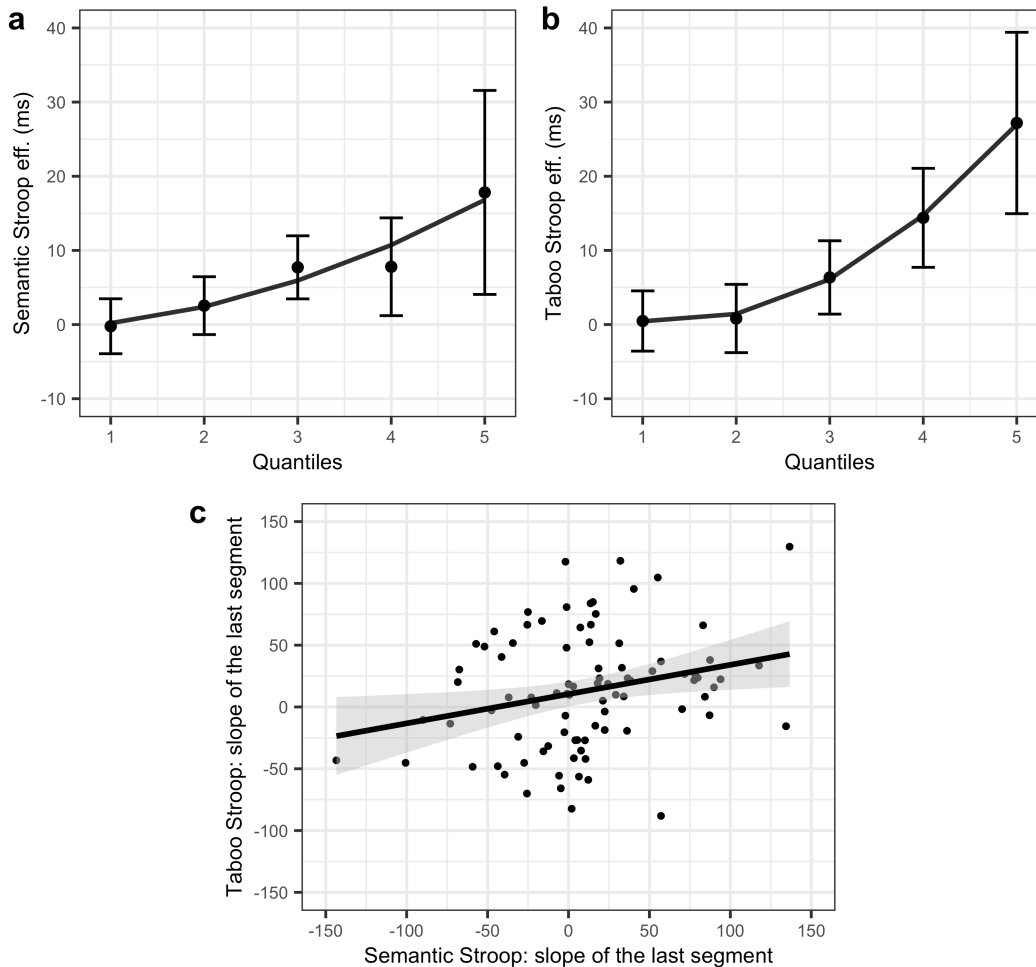 a
Semantic Stroop eff. (ms)
40
30
20
10
0
-10
1 2 3 4 5
Quantiles
b
Taboo Stroop eff. (ms)
40
30
20
10
0
-10
1 2 3 4 5
Quantiles
c
Taboo Stroop: slope of the last segment
150
100
50
0
-50
-100
-150
-150 -100 -50 0 50 100 150
Semantic Stroop: slope of the last segment